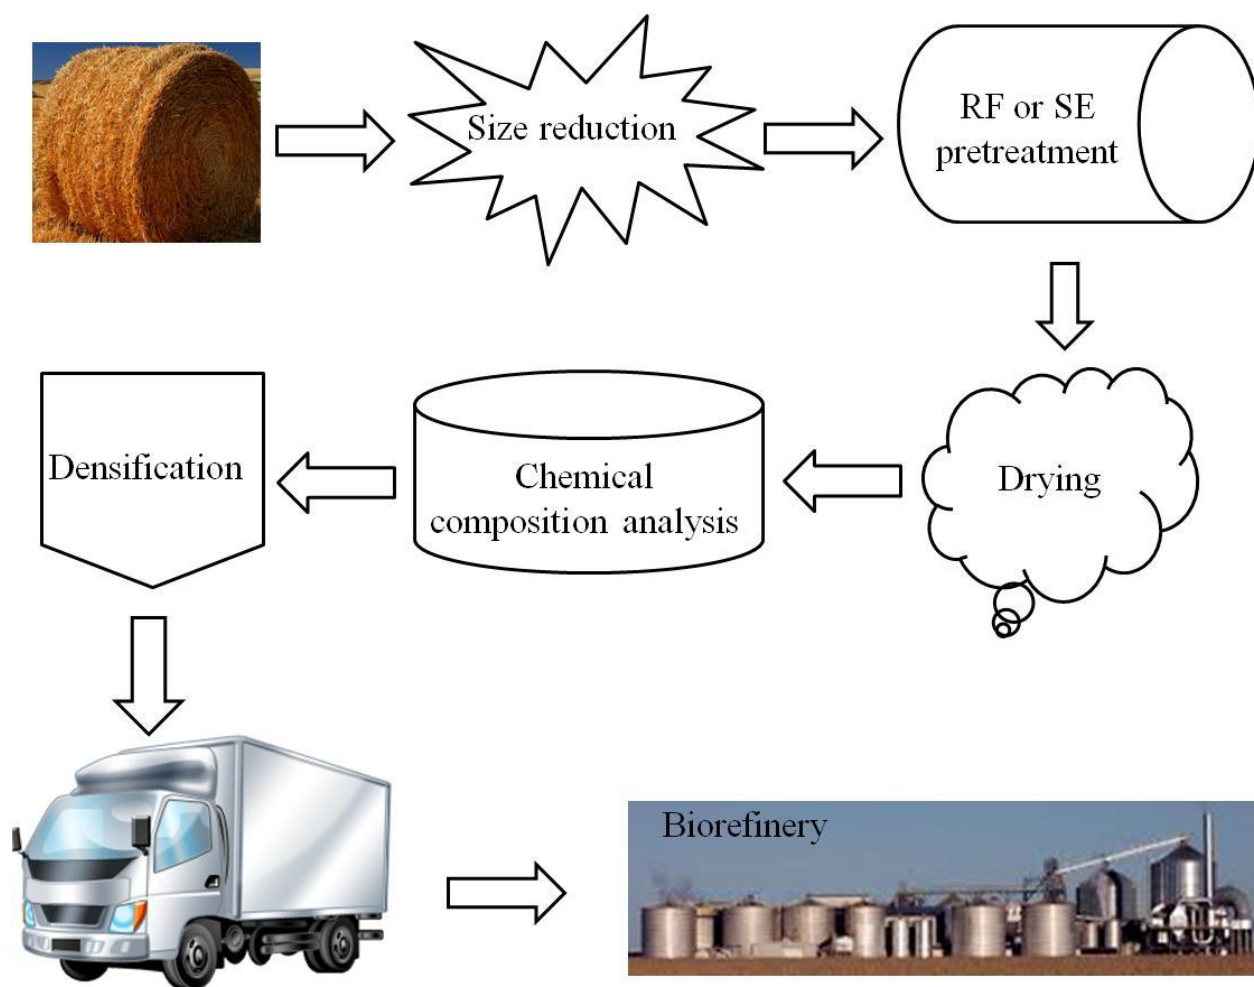 Size reduction
RF or SE
pretreatment
Drying
Chemical
composition analysis
Densification
Biorefinery